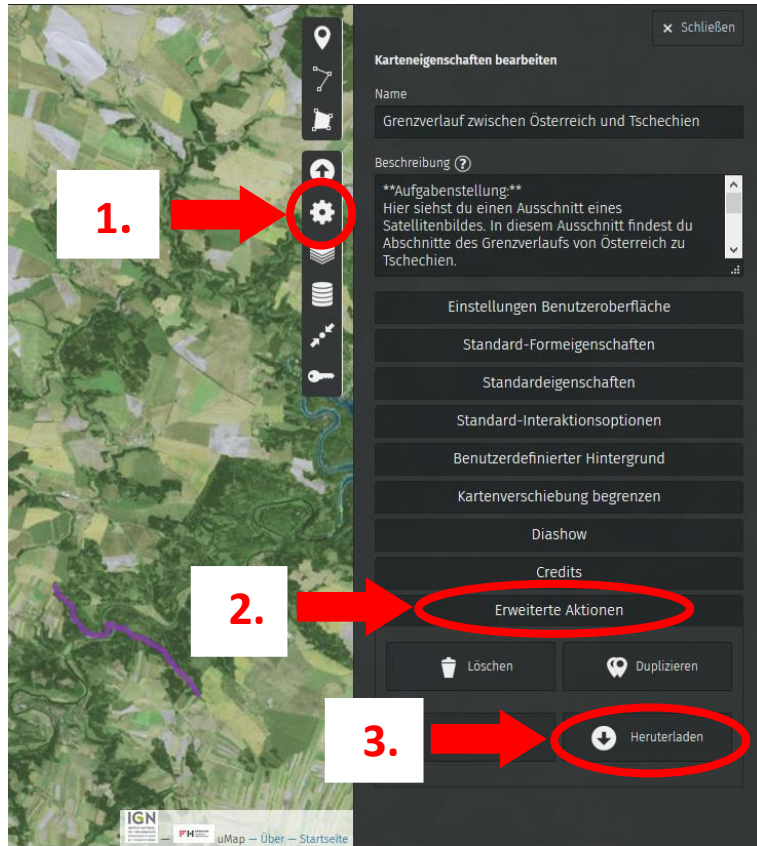 × Schließen
Karteneigenschaften bearbeiten
Name
Grenzverlauf zwischen Österreich und Tschechien
Beschreibung ?
**Aufgabenstellung:**
Hier siehst du einen Ausschnitt eines
Satellitenbildes. In diesem Ausschnitt findest du
Abschnitte des Grenzverlaufs von Österreich zu
Tschechien.
1.
Einstellungen Benutzeroberfläche
Standard-Formeigenschaften
Standardeigenschaften
Standard-Interaktionsoptionen
Benutzerdefinierter Hintergrund
Kartenverschiebung begrenzen
Diashow
Credits
2.
Erweiterte Aktionen
Löschen
Duplizieren
3.
Heruterladen
IGN
FH
uMap — Über — Startseite